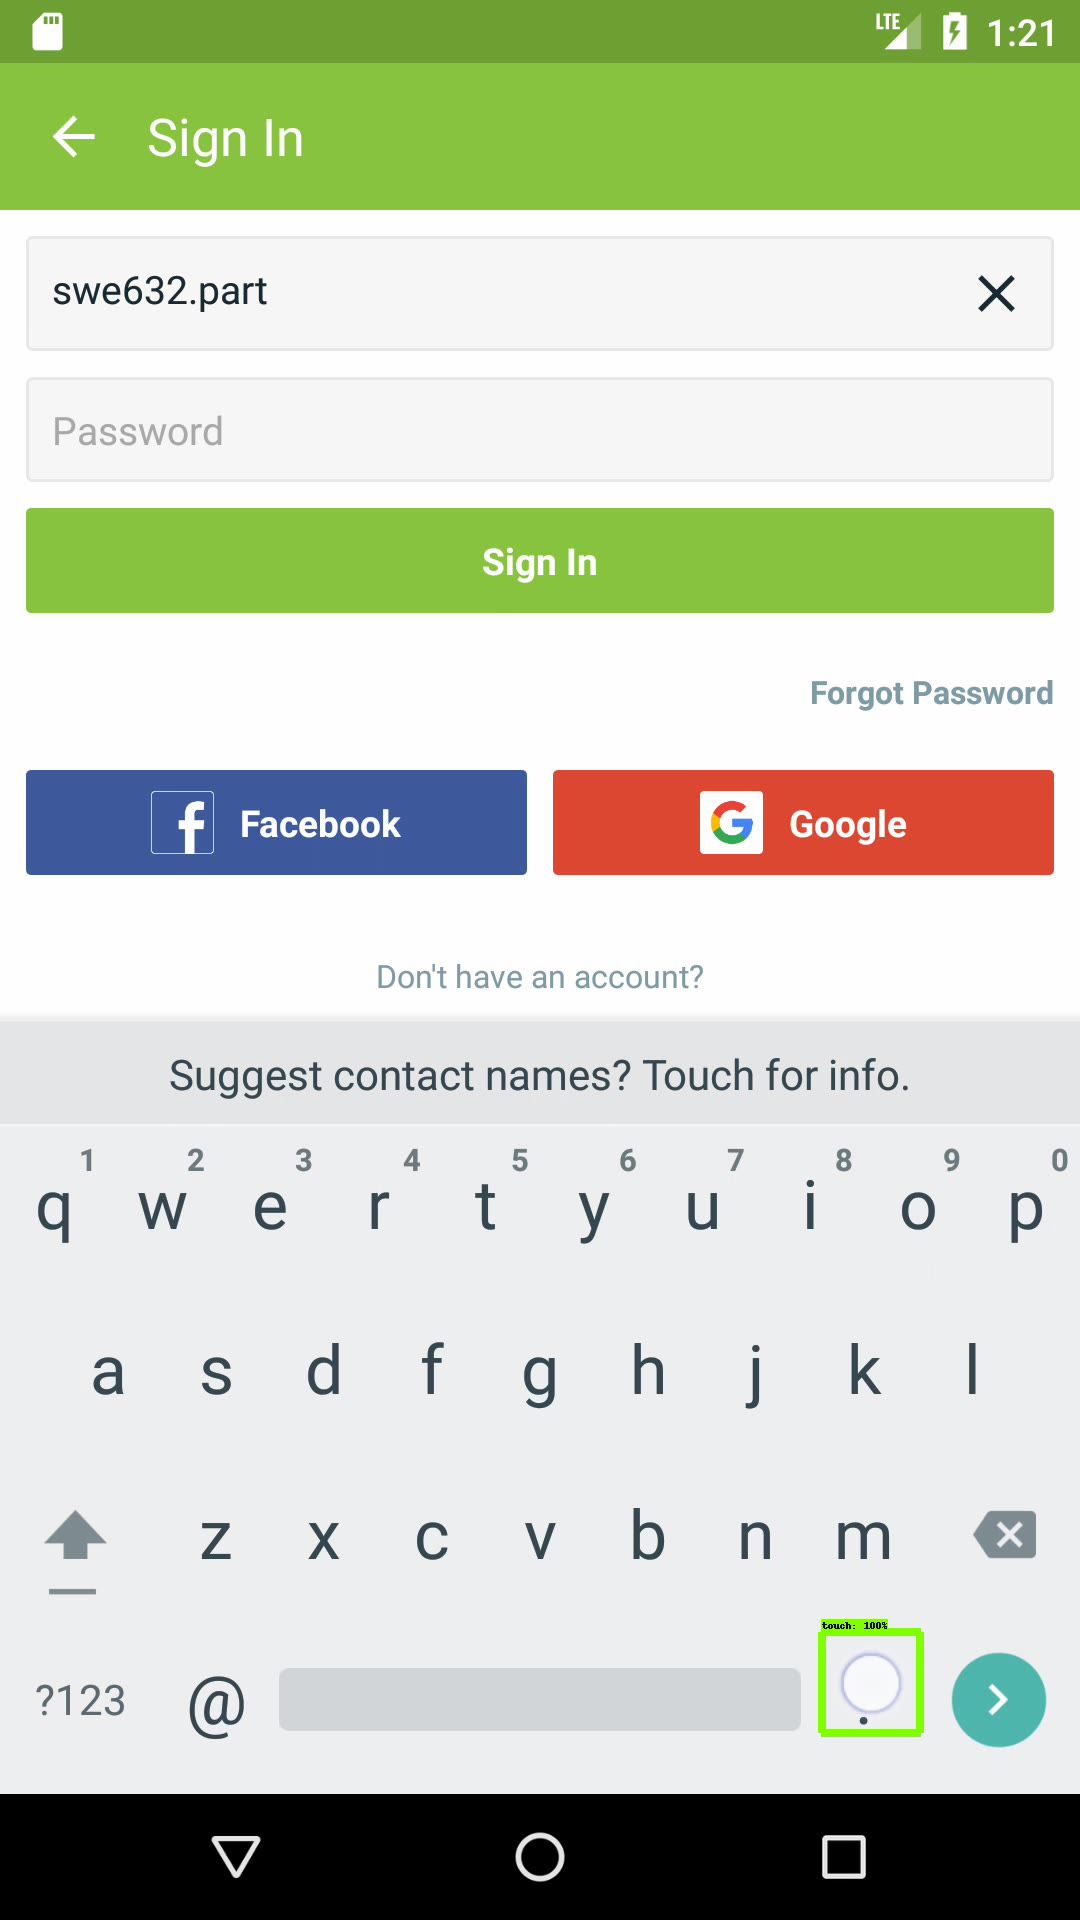 LTE 1:21
Sign In
swe632.part
Password
Sign In
Forgot Password
f Facebook G Google
Don't have an account?
Suggest contact names? Touch for info.
1 2 3 4 5 6 7 8 9 0
q w e r t y u i o p
a s d f g h j k l
z x c v b n m
touch: 100%
?123 @ .